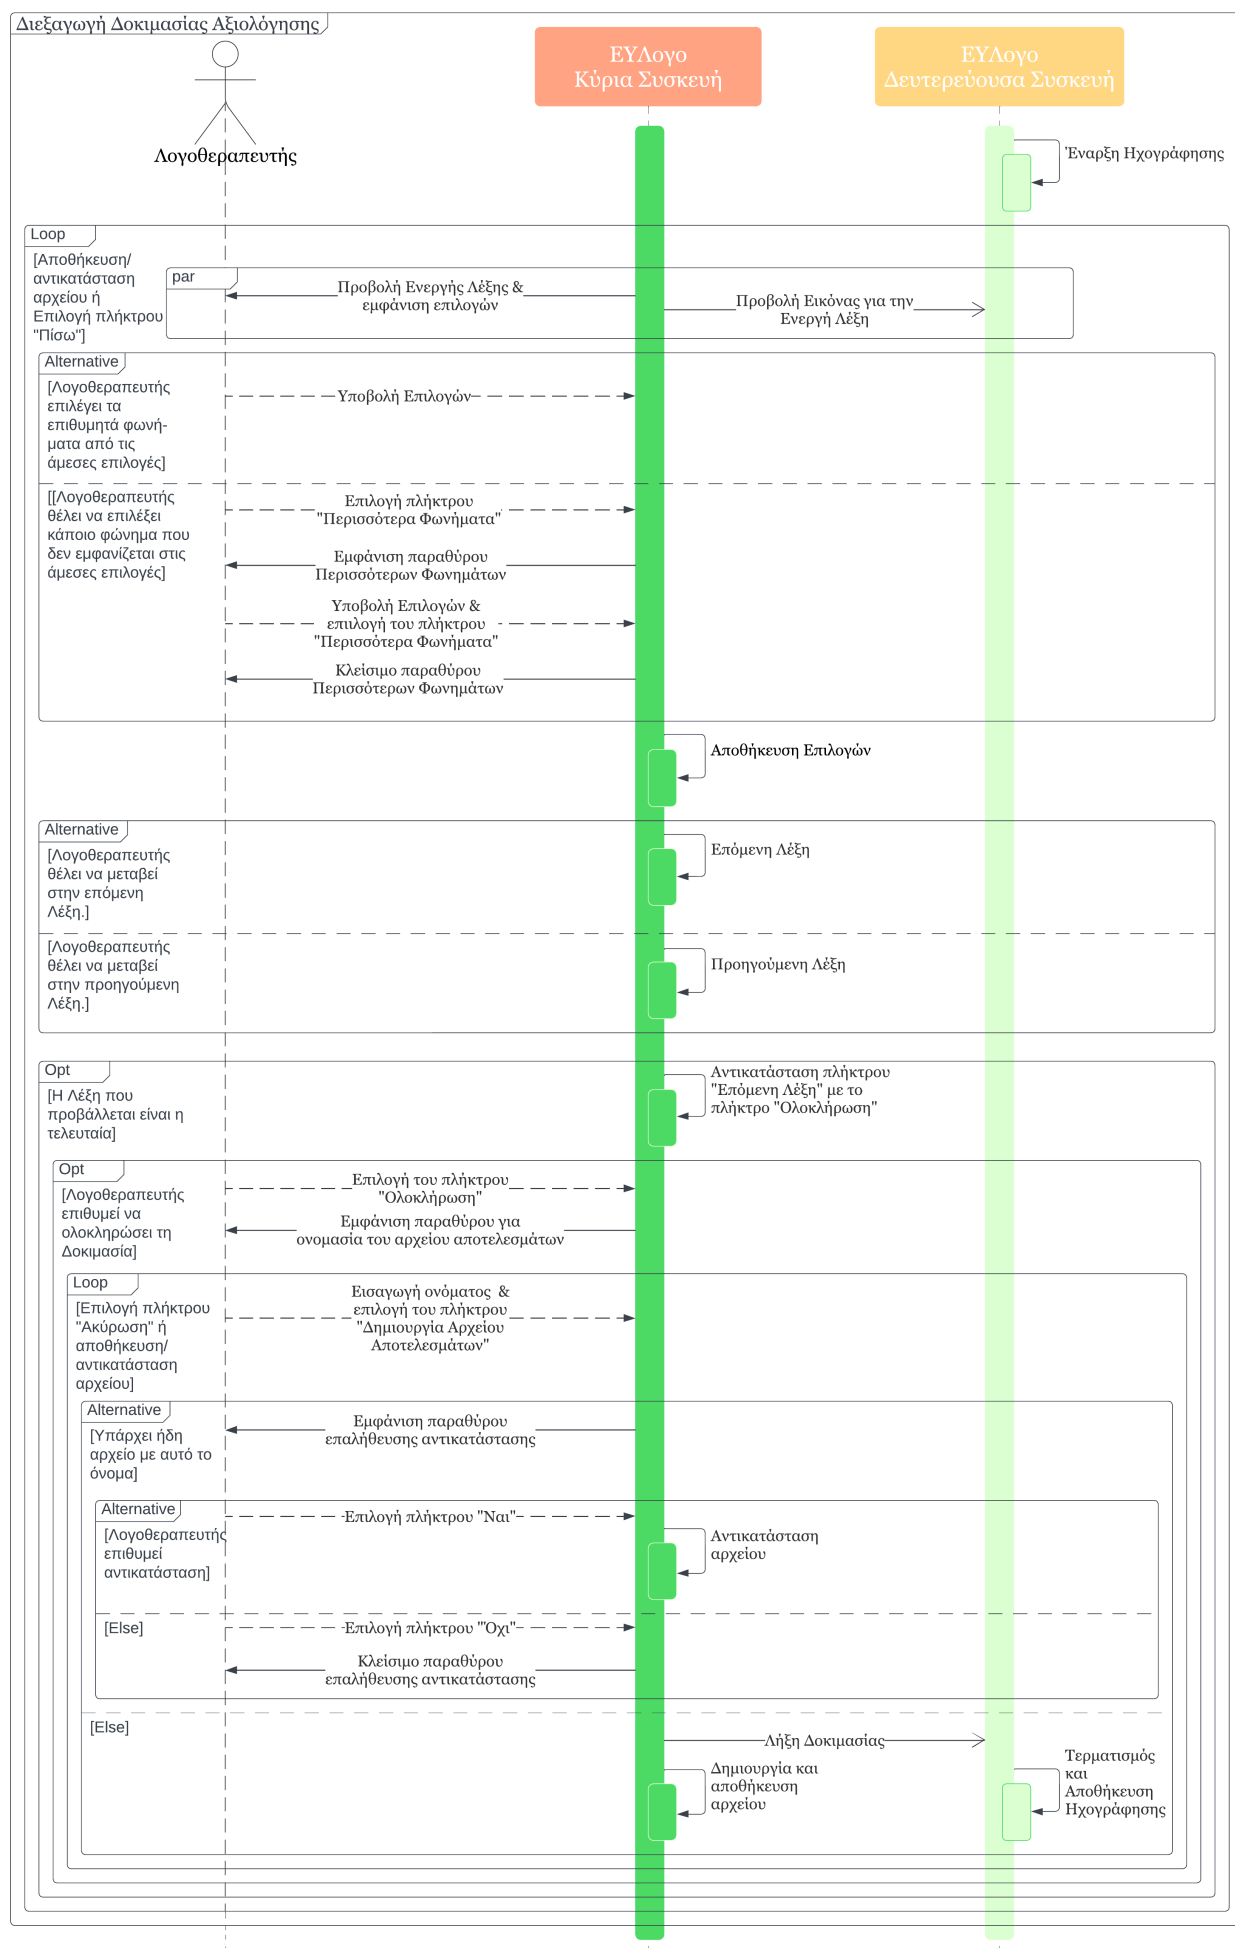 Διεξαγωγή Δοκιμασίας Αξιολόγησης
Λογοθεραπευτής
ΕΥΛογο
Κύρια Συσκευή
ΕΥΛογο
Δευτερεύουσα Συσκευή
Έναρξη Ηχογράφησης
Loop
[Αποθήκευση/
αντικατάσταση
αρχείου ή
Επιλογή πλήκτρου
"Πίσω"]
par
Προβολή Ενεργής Λέξης &
εμφάνιση επιλογών
Προβολή Εικόνας για την
Ενεργή Λέξη
Alternative
[Λογοθεραπευτής
επιλέγει τα
επιθυμητά φωνή-
ματα από τις
άμεσες επιλογές]
Υποβολή Επιλογών
[[Λογοθεραπευτής
θέλει να επιλέξει
κάποιο φώνημα που
δεν εμφανίζεται στις
άμεσες επιλογές]
Επιλογή πλήκτρου
"Περισσότερα Φωνήματα"
Εμφάνιση παραθύρου
Περισσότερων Φωνημάτων
Υποβολή Επιλογών &
επιιλογή του πλήκτρου
"Περισσότερα Φωνήματα"
Κλείσιμο παραθύρου
Περισσότερων Φωνημάτων
Αποθήκευση Επιλογών
Alternative
[Λογοθεραπευτής
θέλει να μεταβεί
στην επόμενη
Λέξη.]
Επόμενη Λέξη
[Λογοθεραπευτής
θέλει να μεταβεί
στην προηγούμενη
Λέξη.]
Προηγούμενη Λέξη
Opt
[Η Λέξη που
προβάλλεται είναι η
τελευταία]
Αντικατάσταση πλήκτρου
"Επόμενη Λέξη" με το
πλήκτρο "Ολοκλήρωση"
Opt
[Λογοθεραπευτής
επιθυμεί να
ολοκληρώσει τη
Δοκιμασία]
Επιλογή του πλήκτρου
"Ολοκλήρωση"
Εμφάνιση παραθύρου για
ονομασία του αρχείου αποτελεσμάτων
Loop
[Επιλογή πλήκτρου
"Ακύρωση" ή
αποθήκευση/
αντικατάσταση
αρχείου]
Εισαγωγή ονόματος &
επιλογή του πλήκτρου
"Δημιουργία Αρχείου
Αποτελεσμάτων"
Alternative
[Υπάρχει ήδη
αρχείο με αυτό το
όνομα]
Εμφάνιση παραθύρου
επαλήθευσης αντικατάστασης
Alternative
[Λογοθεραπευτής
επιθυμεί
αντικατάσταση]
Επιλογή πλήκτρου "Ναι"
Αντικατάσταση
αρχείου
[Else]
Επιλογή πλήκτρου "Όχι"
Κλείσιμο παραθύρου
επαλήθευσης αντικατάστασης
[Else]
Λήξη Δοκιμασίας
Δημιουργία και
αποθήκευση
αρχείου
Τερματισμός
και
Αποθήκευση
Ηχογράφησης